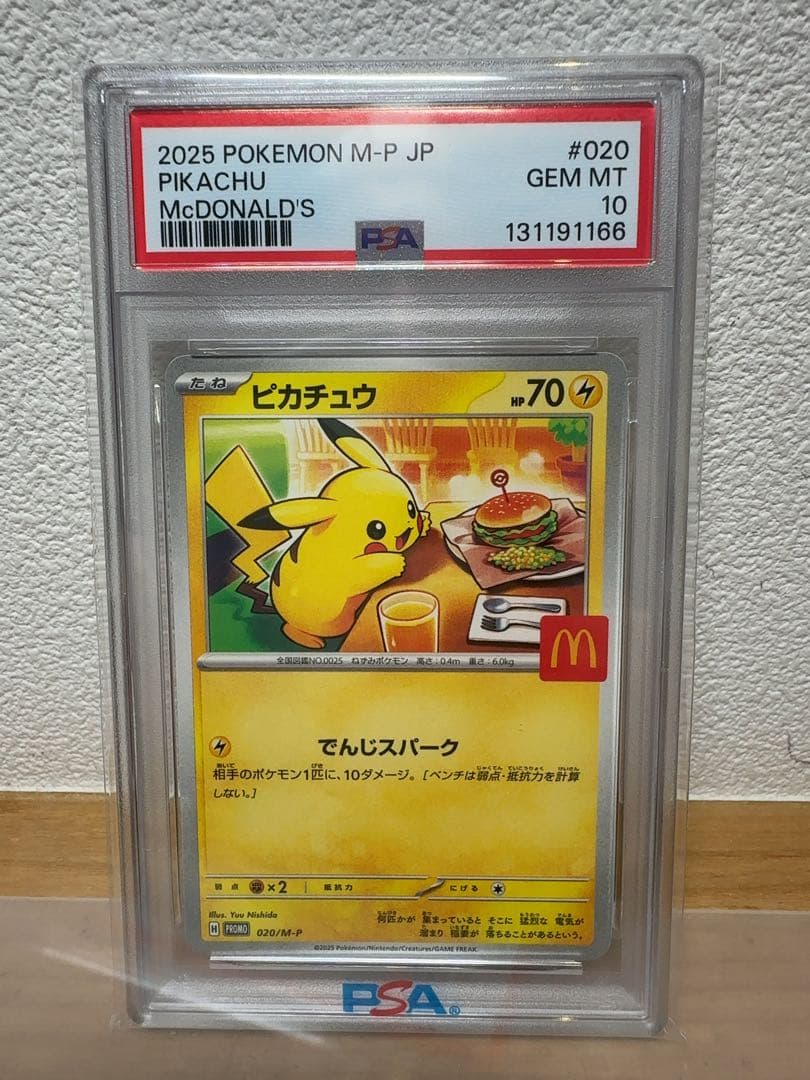 2025 POKEMON M-P JP #020
PIKACHU GEM MT
McDONALD'S 10
PSA 131191166
たね ピカチュウ HP 70
M
全国図鑑NO.0025 ねずみポケモン 高さ:0.4m 重さ:6.0kg
でんじスパーク
相手のポケモン1匹に、10ダメージ。[ベンチは弱点・抵抗力を計算
しない。]
弱点 ×2 抵抗力 にげる
Illus. Yuu Nishida
何匹かが 集まっていると そこに 猛烈な 電気が
溜まり 稲妻が 落ちることがあるという。
H PROMO 020/M-P
©2025 Pokémon/Nintendo/Creatures/GAME FREAK.
PSA®